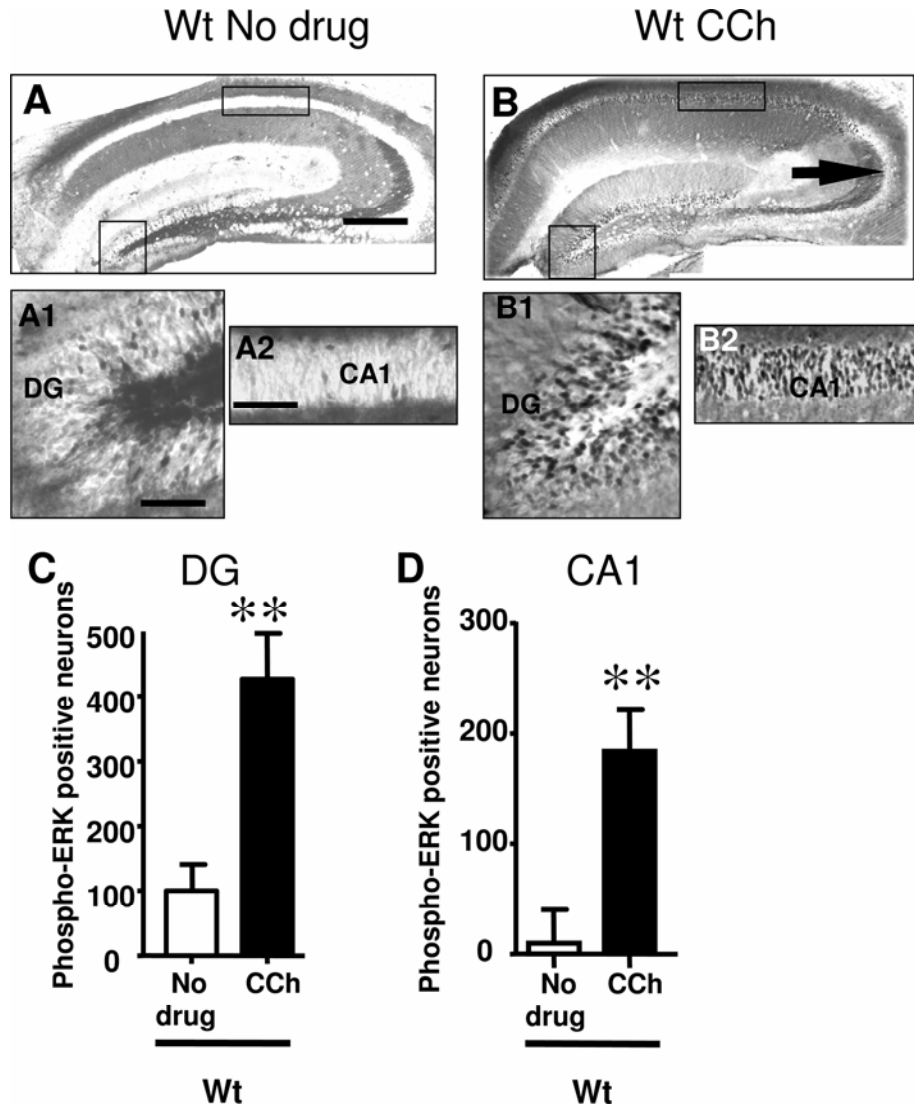 Wt No drug
Wt CCh
A
B
A1
DG
A2
CA1
B1
DG
B2
CA1
C
DG
Phospho-ERK positive neurons
500
400
300
200
100
0
**
No drug
CCh
Wt
D
CA1
Phospho-ERK positive neurons
300
200
100
0
**
No drug
CCh
Wt